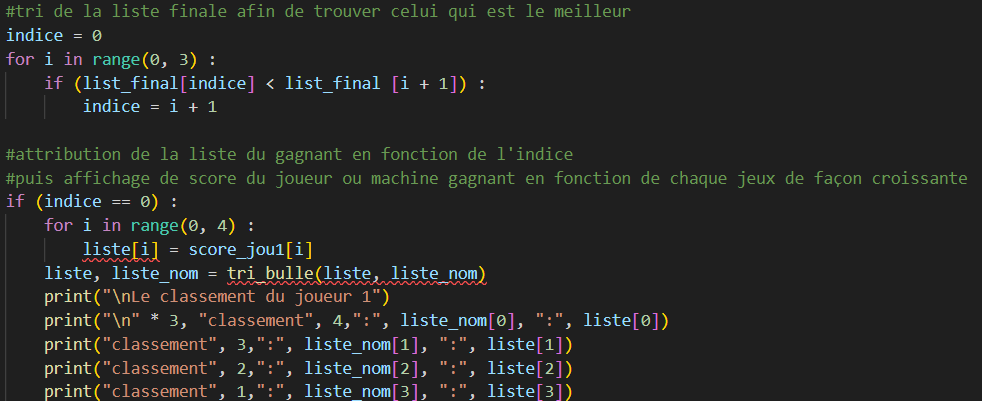 #tri de la liste finale afin de trouver celui qui est le meilleur
indice = 0
for i in range(0, 3) :
    if (list_final[indice] < list_final [i + 1]) :
        indice = i + 1

#attribution de la liste du gagnant en fonction de l'indice
#puis affichage de score du joueur ou machine gagnant en fonction de chaque jeux de façon croissante
if (indice == 0) :
    for i in range(0, 4) :
        liste[i] = score_jou1[i]
    liste, liste_nom = tri_bulle(liste, liste_nom)
    print("\nLe classement du joueur 1")
    print("\n" * 3, "classement", 4,":", liste_nom[0], ":", liste[0])
    print("classement", 3,":", liste_nom[1], ":", liste[1])
    print("classement", 2,":", liste_nom[2], ":", liste[2])
    print("classement", 1,":", liste_nom[3], ":", liste[3])